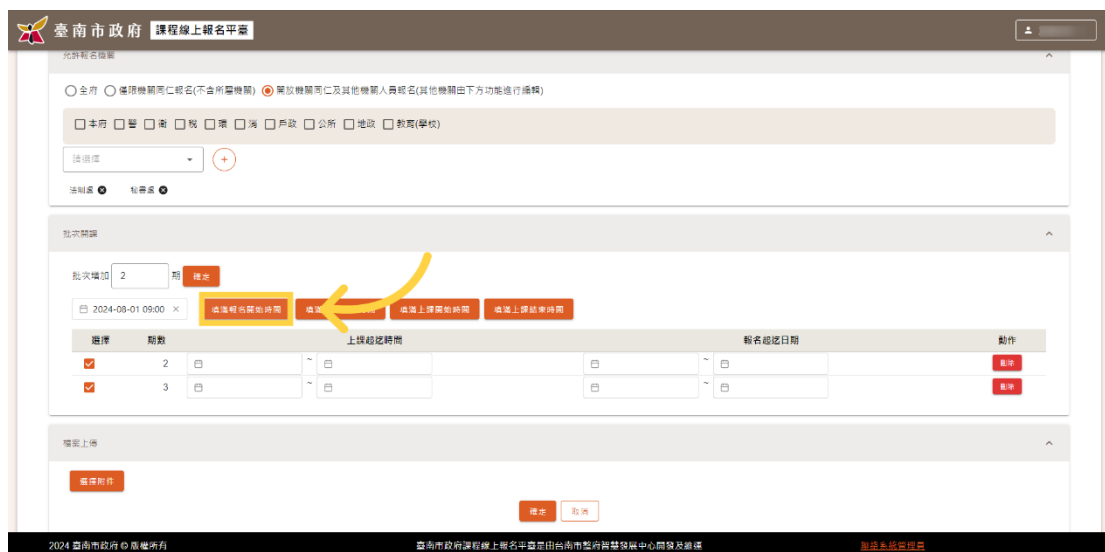 臺南市政府 課程線上報名平臺
允許報名機關
全府 僅限機關同仁報名(不含所屬機關) 開放機關同仁及其他機關人員報名(其他機關由下方功能進行編輯)
本府 警 衛 稅 環 消 戶政 公所 地政 教育(學校)
請選擇
法制處 秘書處
批次開課
批次增加 2 期 確定
2024-08-01 09:00 × 填滿報名開始時間 填滿上課開始時間 填滿上課結束時間
選擇 期數 上課起迄時間 報名起迄日期 動作
2 ~ ~ 刪除
3 ~ ~ 刪除
檔案上傳
選擇附件
確定 取消
2024 臺南市政府 © 版權所有 臺南市政府課程線上報名平臺是由台南市政府智慧發展中心開發及維運 聯絡系統管理員